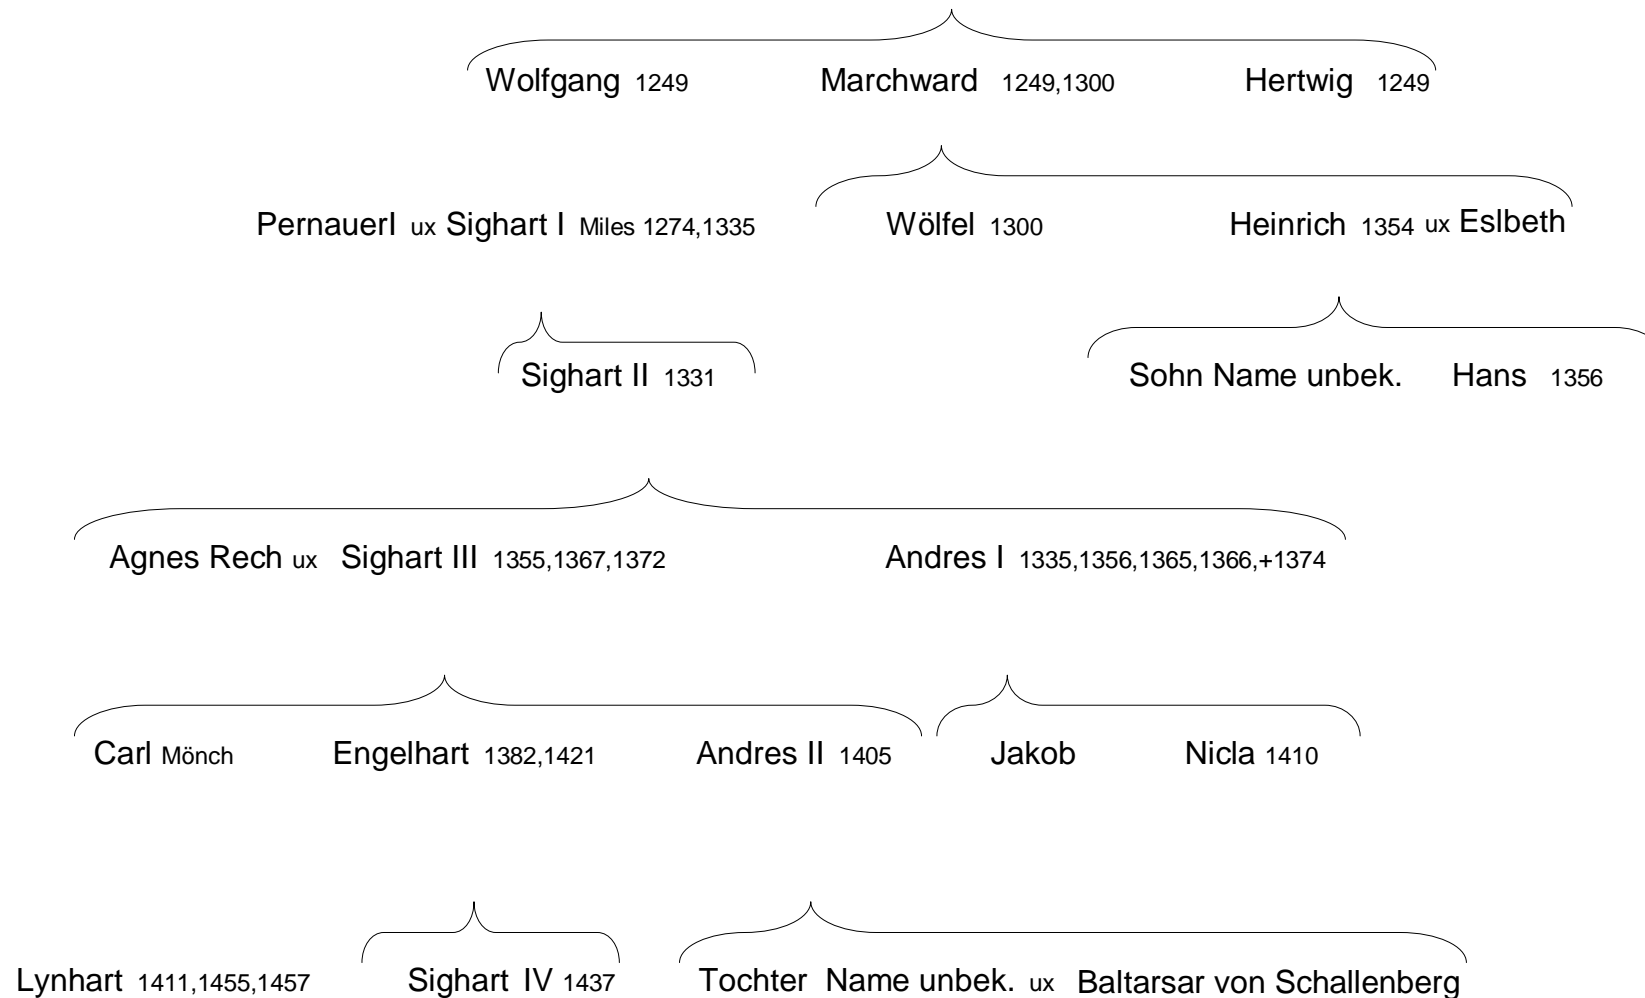 Wolfgang 1249 Marchward 1249,1300 Hertwig 1249
Pernauerl ux Sighart I Miles 1274,1335 Wölfel 1300 Heinrich 1354 ux Eslbeth
Sighart II 1331 Sohn Name unbek. Hans 1356
Agnes Rech ux Sighart III 1355,1367,1372 Andres I 1335,1356,1365,1366,+1374
Carl Mönch Engelhart 1382,1421 Andres II 1405 Jakob Nicla 1410
Lynhart 1411,1455,1457 Sighart IV 1437 Tochter Name unbek. ux Baltarsar von Schallenberg